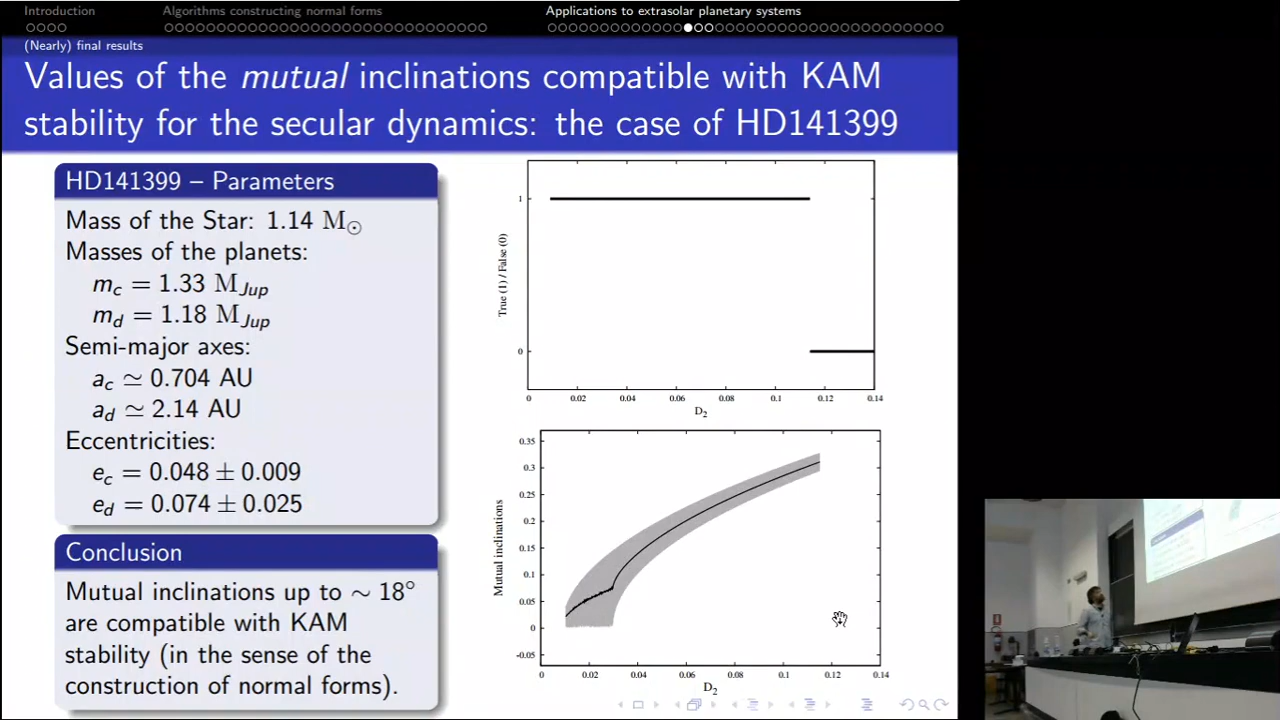 Introduction
Algorithms constructing normal forms
Applications to extrasolar planetary systems
(Nearly) final results
Values of the mutual inclinations compatible with KAM
stability for the secular dynamics: the case of HD141399
HD141399 – Parameters
Mass of the Star: 1.14 M☉
Masses of the planets:
m_c = 1.33 M_Jup
m_d = 1.18 M_Jup
Semi-major axes:
a_c ≃ 0.704 AU
a_d ≃ 2.14 AU
Eccentricities:
e_c = 0.048 ± 0.009
e_d = 0.074 ± 0.025
Conclusion
Mutual inclinations up to ∼ 18°
are compatible with KAM
stability (in the sense of the
construction of normal forms).
True (1) / False (0)
1
0
0 0.02 0.04 0.06 0.08 0.1 0.12 0.14
D₂
Mutual inclinations
0.35
0.3
0.25
0.2
0.15
0.1
0.05
0
-0.05
0 0.02 0.04 0.06 0.08 0.1 0.12 0.14
D₂